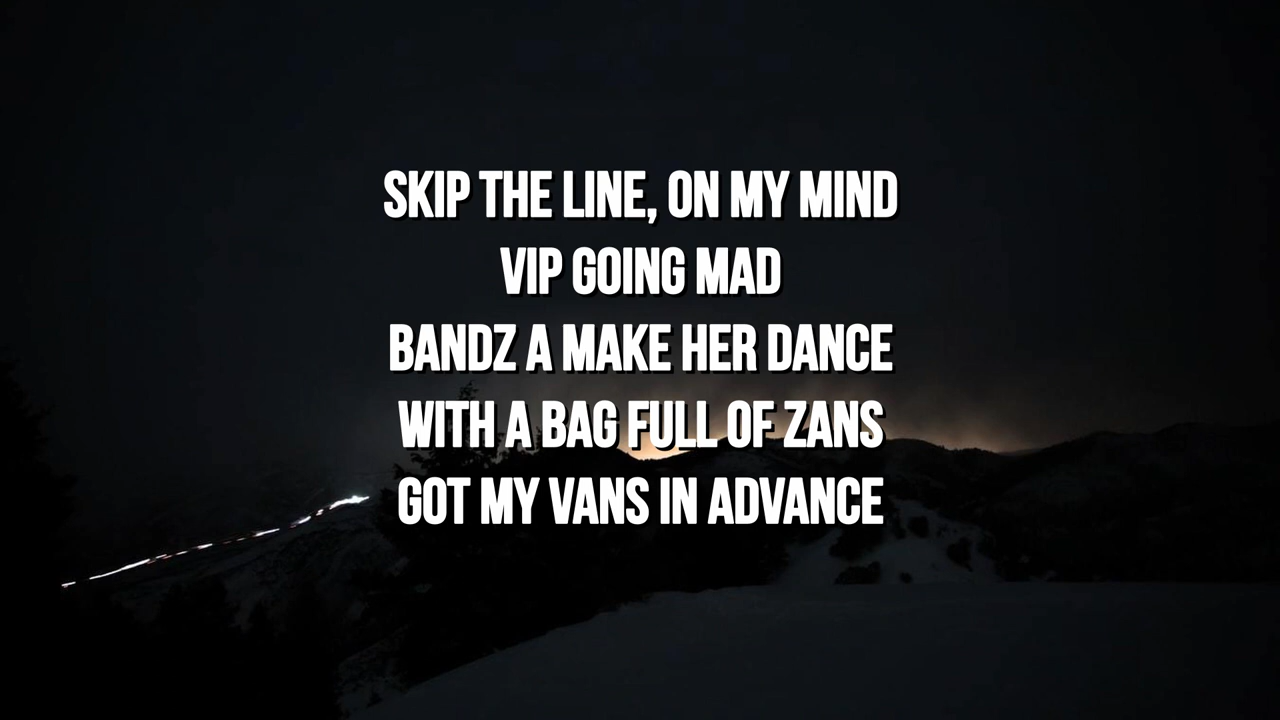 SKIP THE LINE, ON MY MIND
VIP GOING MAD
BANDZ A MAKE HER DANCE
WITH A BAG FULL OF ZANS
GOT MY VANS IN ADVANCE